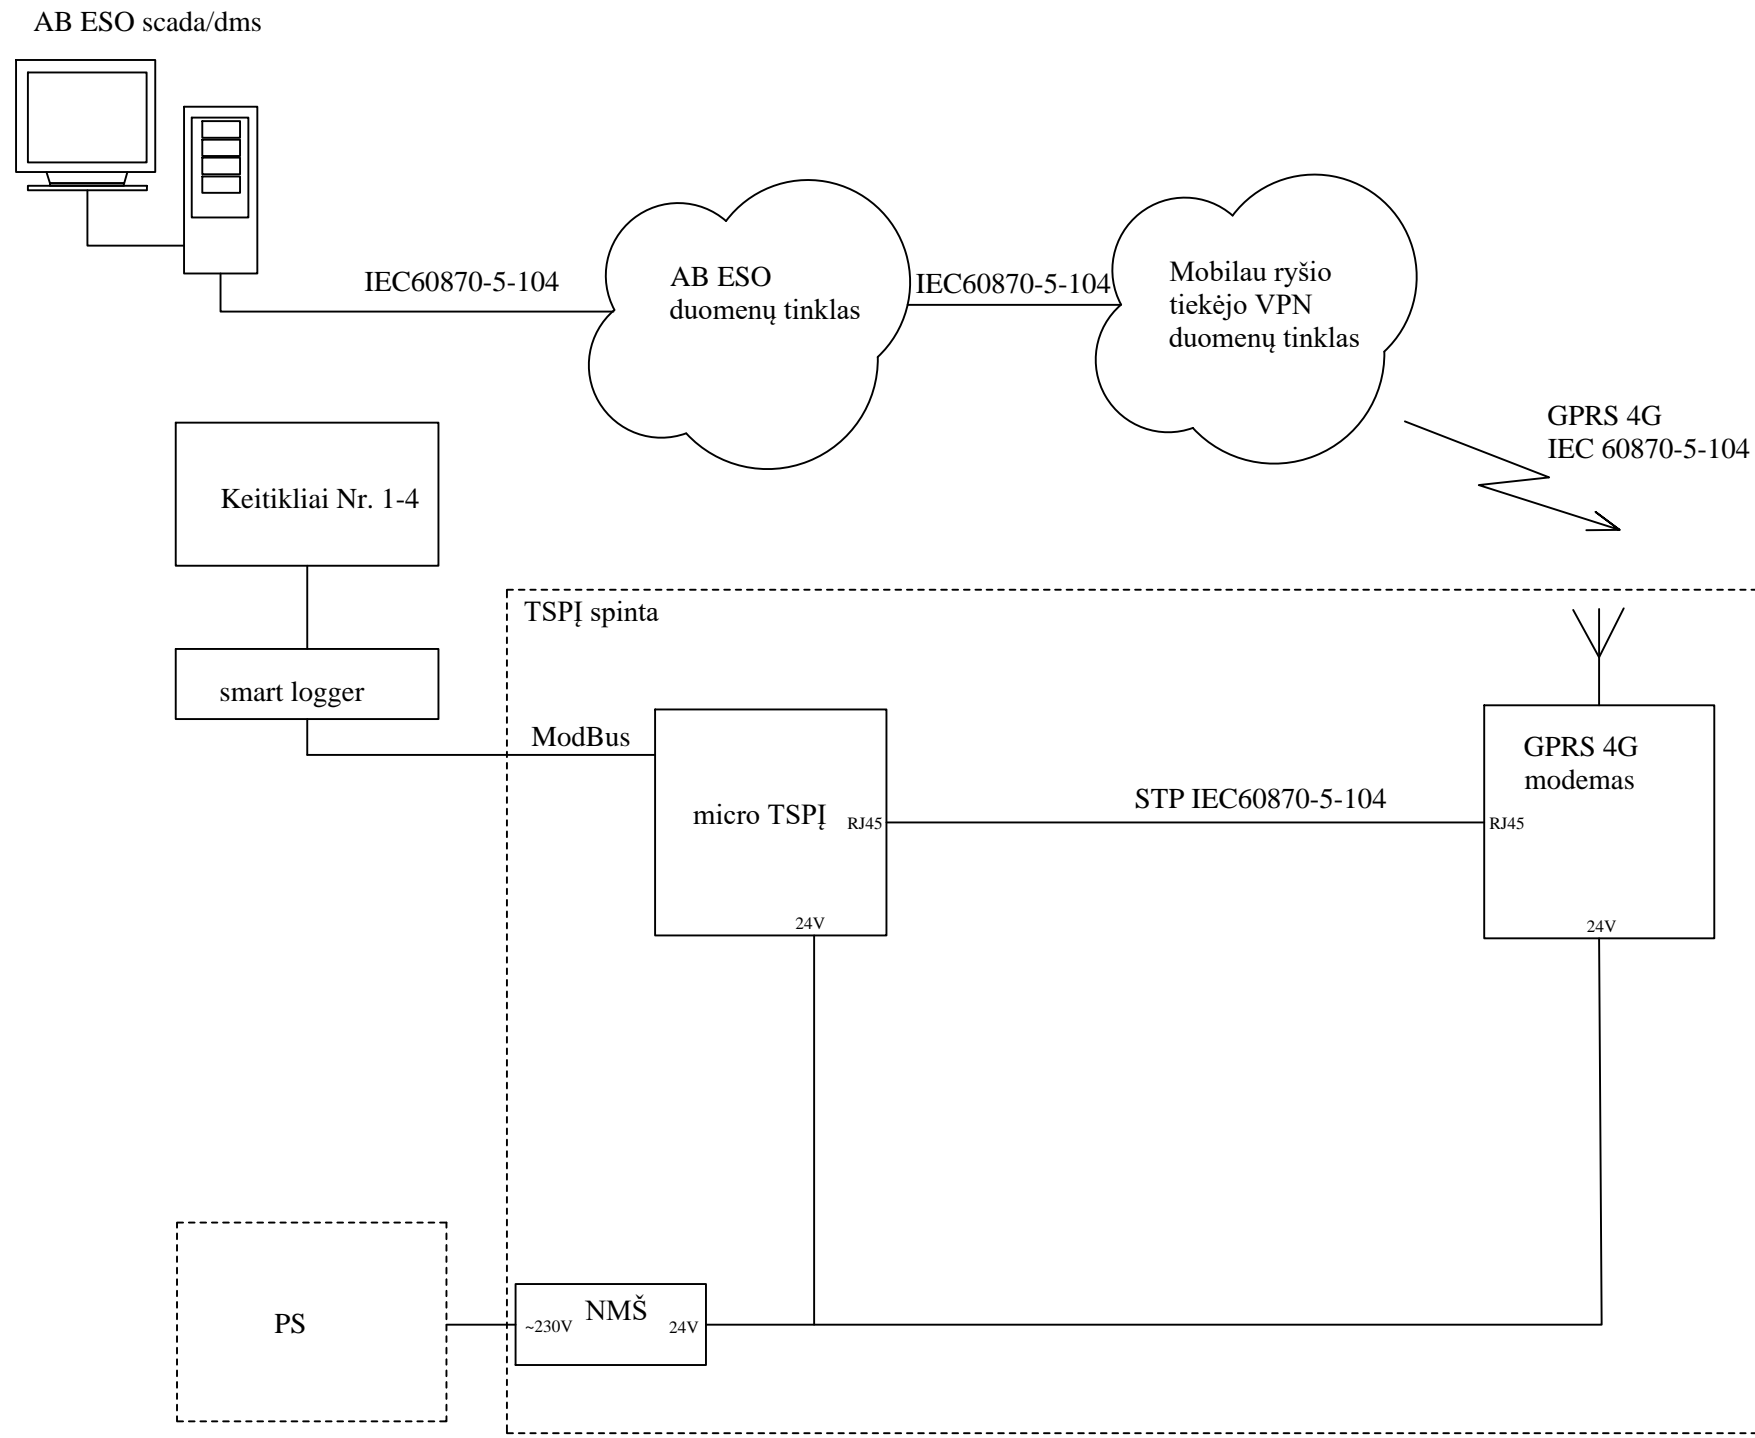 AB ESO scada/dms
IEC60870-5-104
AB ESO
duomenų tinklas
IEC60870-5-104
Mobilau ryšio
tiekėjo VPN
duomenų tinklas
GPRS 4G
IEC 60870-5-104
Keitikliai Nr. 1-4
smart logger
TSPĮ spinta
ModBus
micro TSPĮ
RJ45
24V
STP IEC60870-5-104
GPRS 4G
modemas
RJ45
24V
PS
~230V
NMŠ
24V